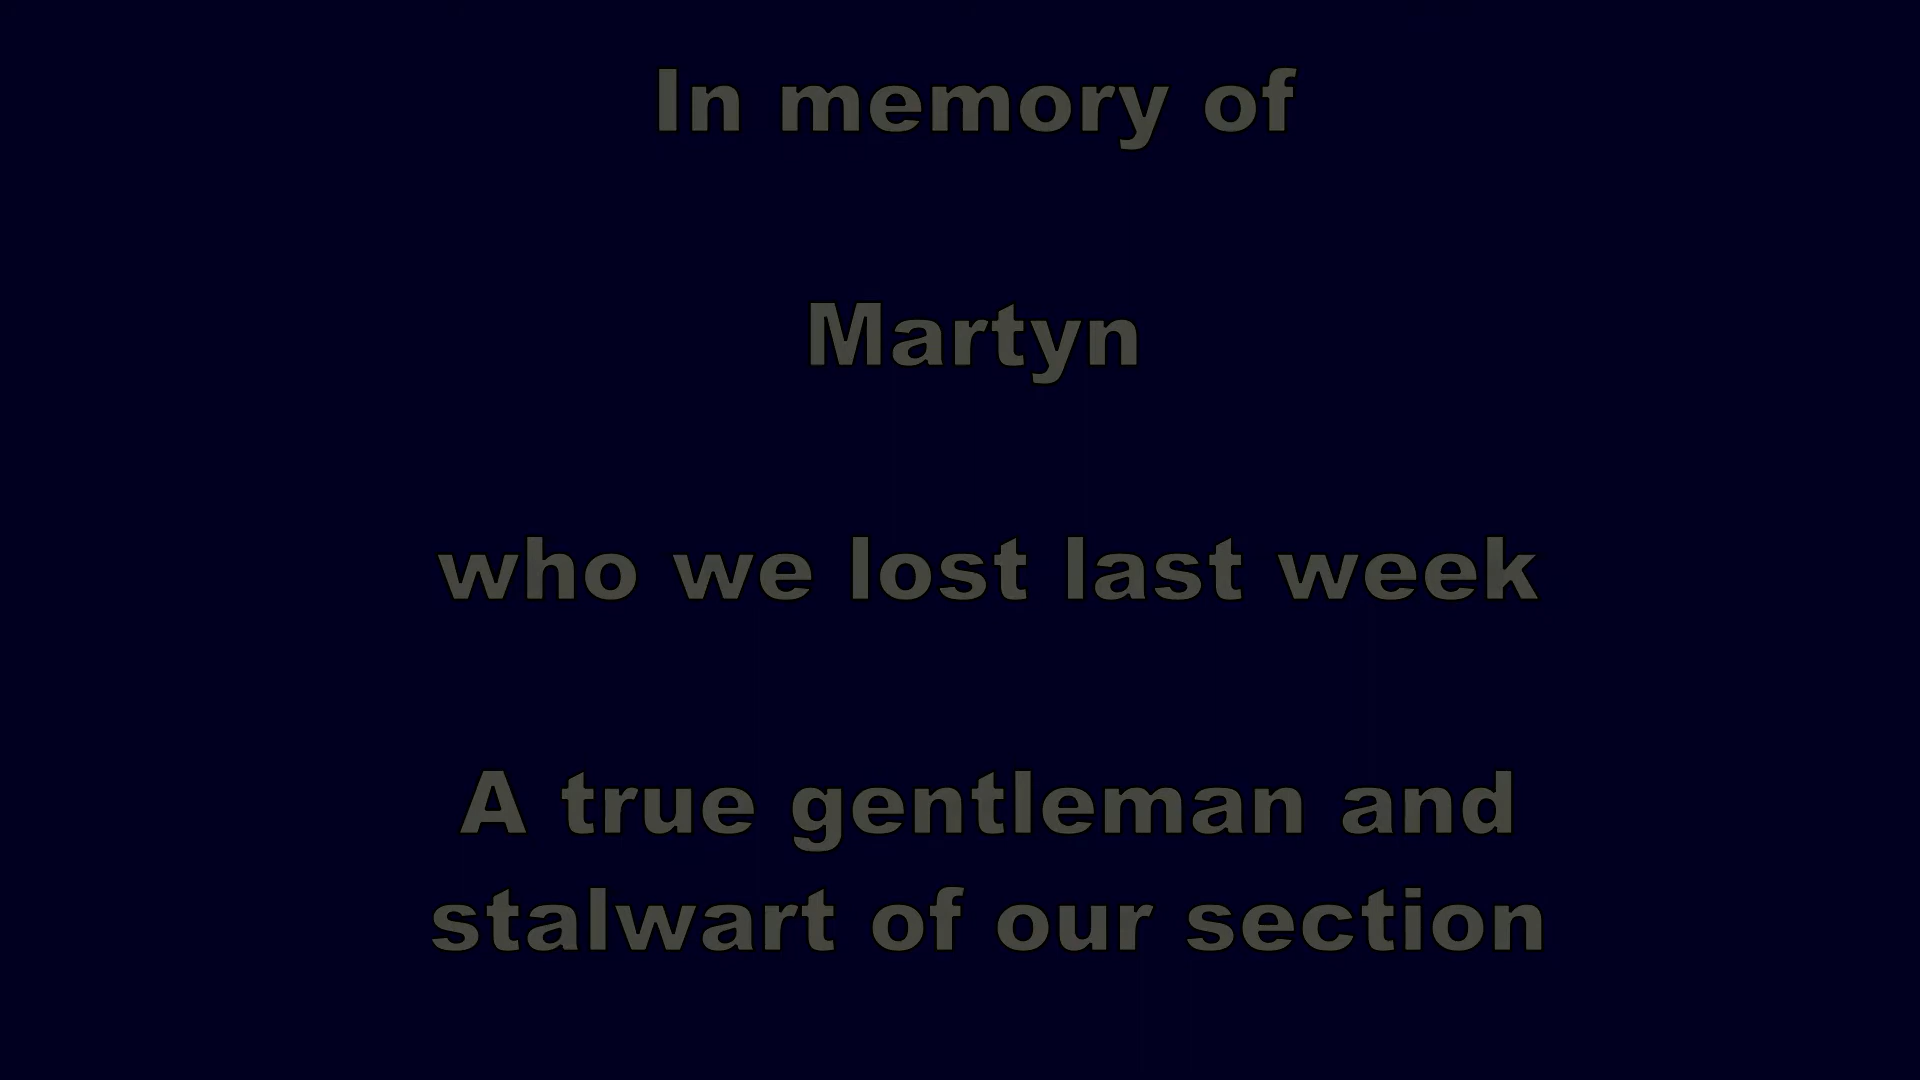 In memory of
Martyn
who we lost last week
A true gentleman and
stalwart of our section